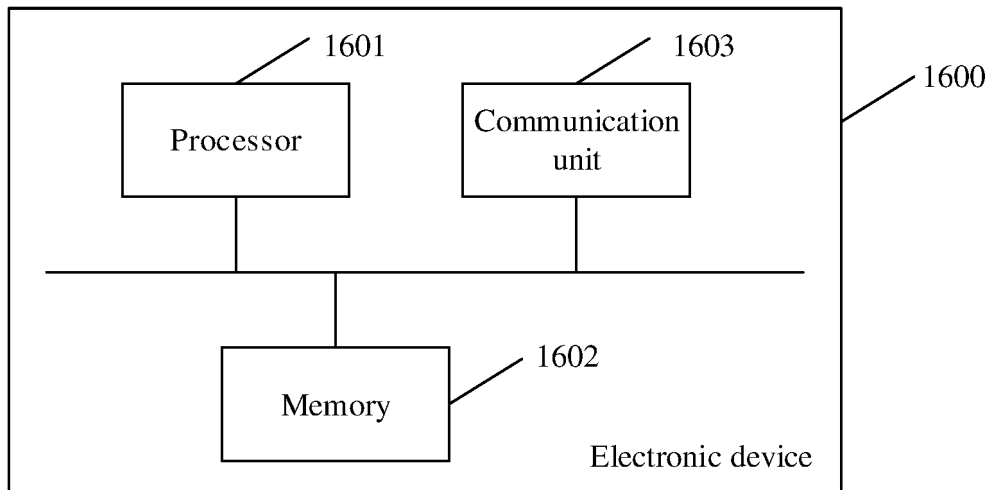 1601
1603
1600
Processor
Communication
unit
1602
Memory
Electronic device